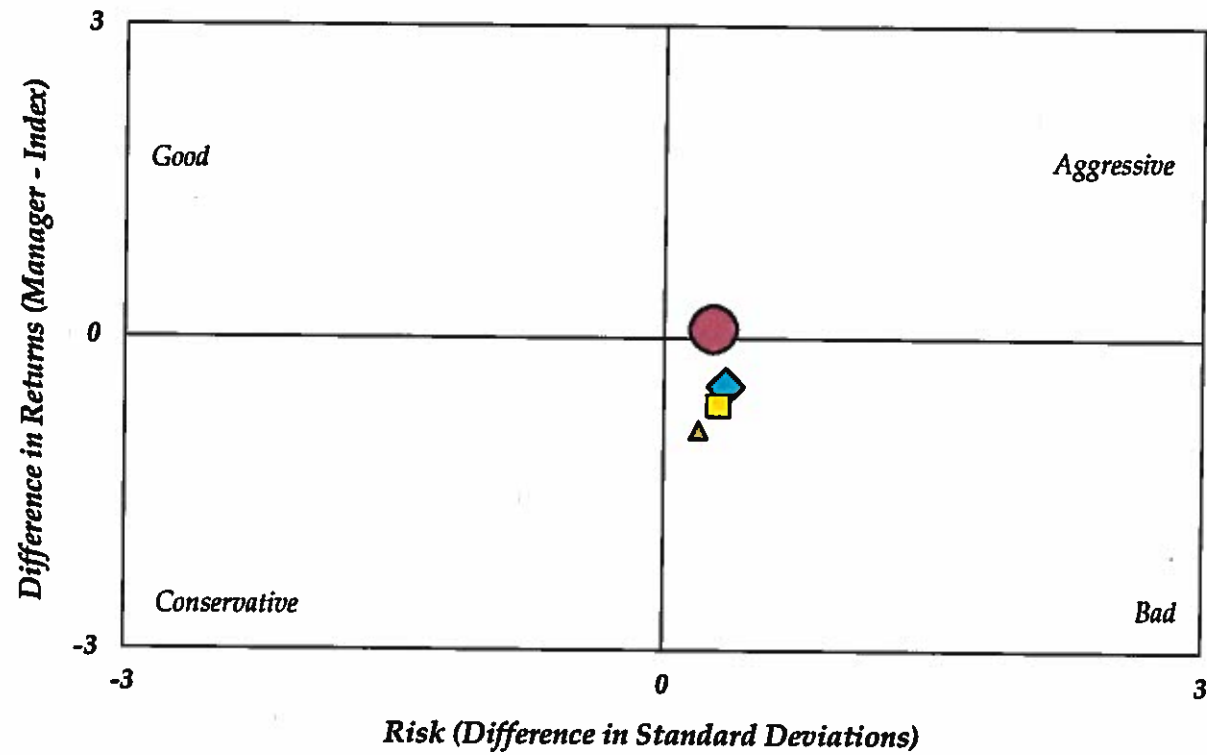 3
Good
Aggressive
Difference in Returns (Manager - Index)
0
Conservative
Bad
-3
-3
0
3
Risk (Difference in Standard Deviations)